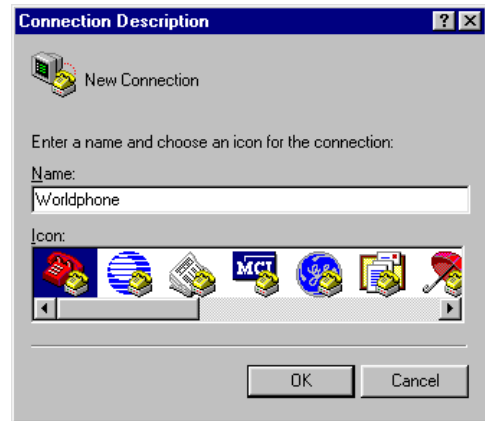 Connection Description
New Connection
Enter a name and choose an icon for the connection:
Name:
Worldphone
Icon:
MCI
OK
Cancel